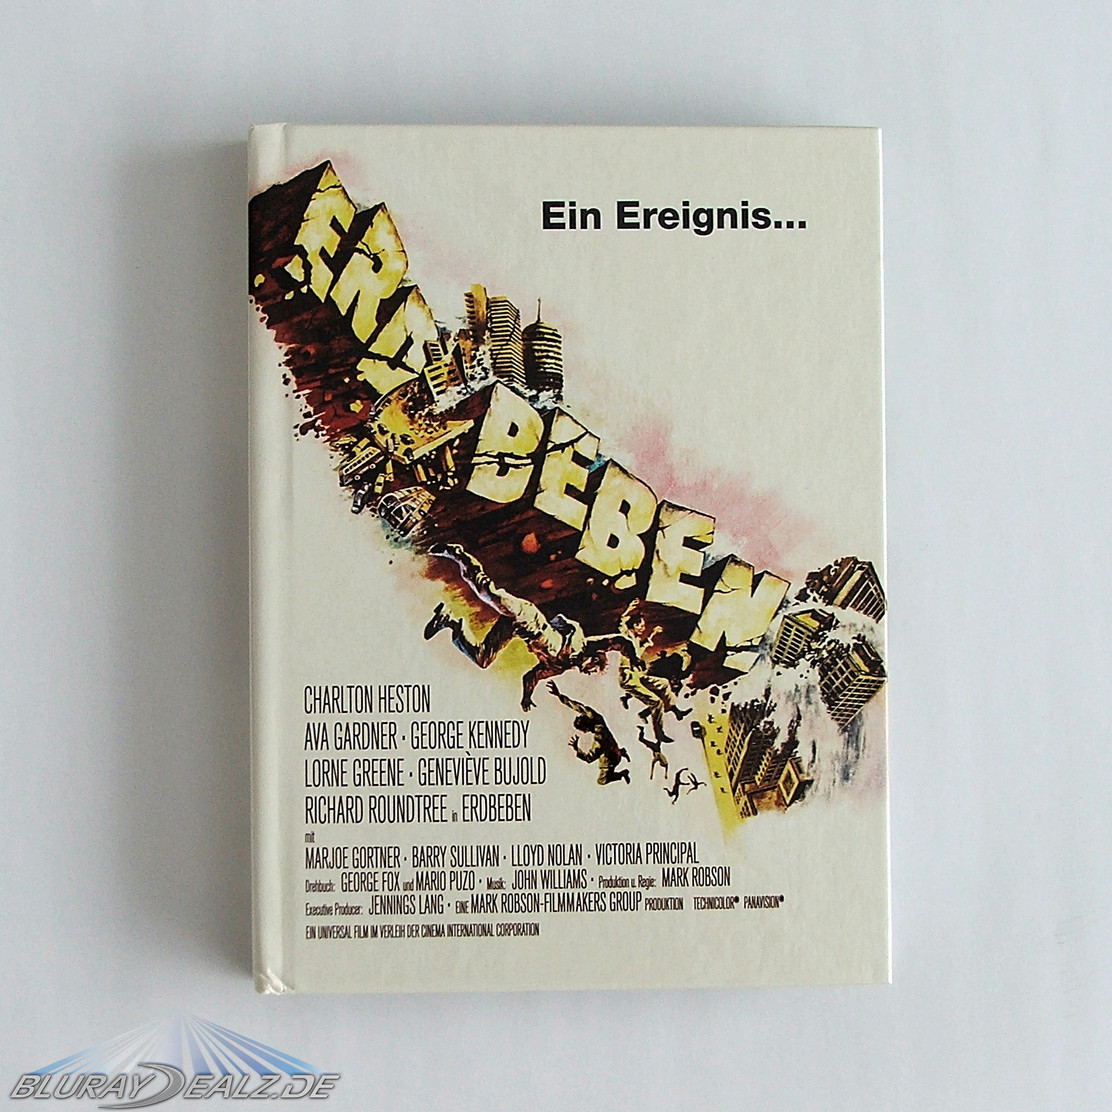 Ein Ereignis...
ERDBEBEN
CHARLTON HESTON
AVA GARDNER · GEORGE KENNEDY
LORNE GREENE · GENEVIÈVE BUJOLD
RICHARD ROUNDTREE in ERDBEBEN
mit
MARJOE GORTNER · BARRY SULLIVAN · LLOYD NOLAN · VICTORIA PRINCIPAL
Drehbuch: GEORGE FOX und MARIO PUZO · Musik: JOHN WILLIAMS · Produktion u. Regie: MARK ROBSON
Executive Producer: JENNINGS LANG · EINE MARK ROBSON-FILMMAKERS GROUP PRODUKTION TECHNICOLOR® PANAVISION®
EIN UNIVERSAL FILM IM VERLEIH DER CINEMA INTERNATIONAL CORPORATION
BLURAYDEALZ.DE